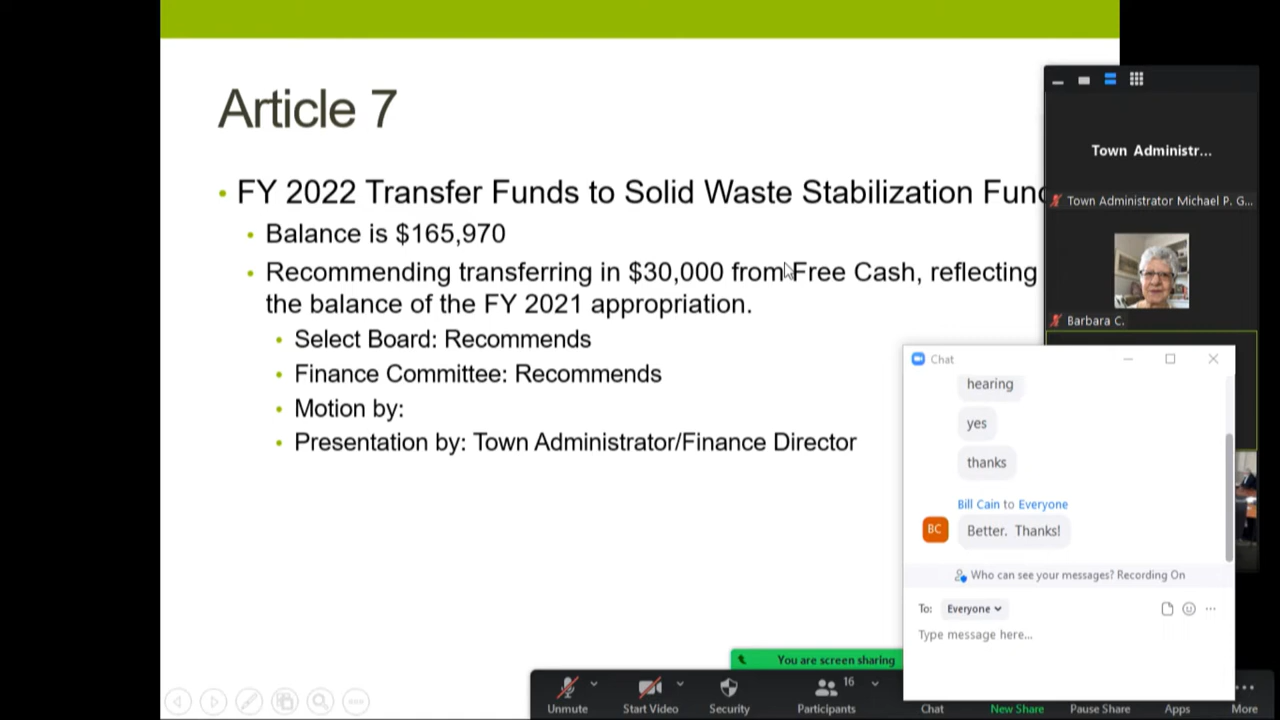 Article 7
• FY 2022 Transfer Funds to Solid Waste Stabilization Fund
• Balance is $165,970
• Recommending transferring in $30,000 from Free Cash, reflecting
the balance of the FY 2021 appropriation.
• Select Board: Recommends
• Finance Committee: Recommends
• Motion by:
• Presentation by: Town Administrator/Finance Director
Town Administr...
Town Administrator Michael P. G...
Barbara C.
Chat
hearing
yes
thanks
Bill Cain to Everyone
BC
Better. Thanks!
Who can see your messages? Recording On
To: Everyone
Type message here...
You are screen sharing
16
Unmute
Start Video
Security
Participants
Chat
New Share
Pause Share
Apps
More